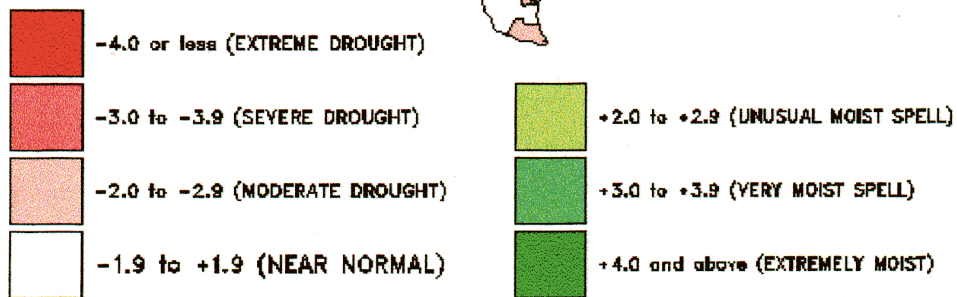 -4.0 or less (EXTREME DROUGHT)
-3.0 to -3.9 (SEVERE DROUGHT)
-2.0 to -2.9 (MODERATE DROUGHT)
-1.9 to +1.9 (NEAR NORMAL)
+2.0 to +2.9 (UNUSUAL MOIST SPELL)
+3.0 to +3.9 (VERY MOIST SPELL)
+4.0 and above (EXTREMELY MOIST)